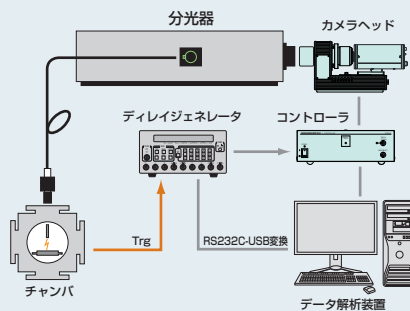 分光器
カメラヘッド
ディレイジェネレータ
コントローラ
Trg
RS232C-USB変換
チャンバ
データ解析装置